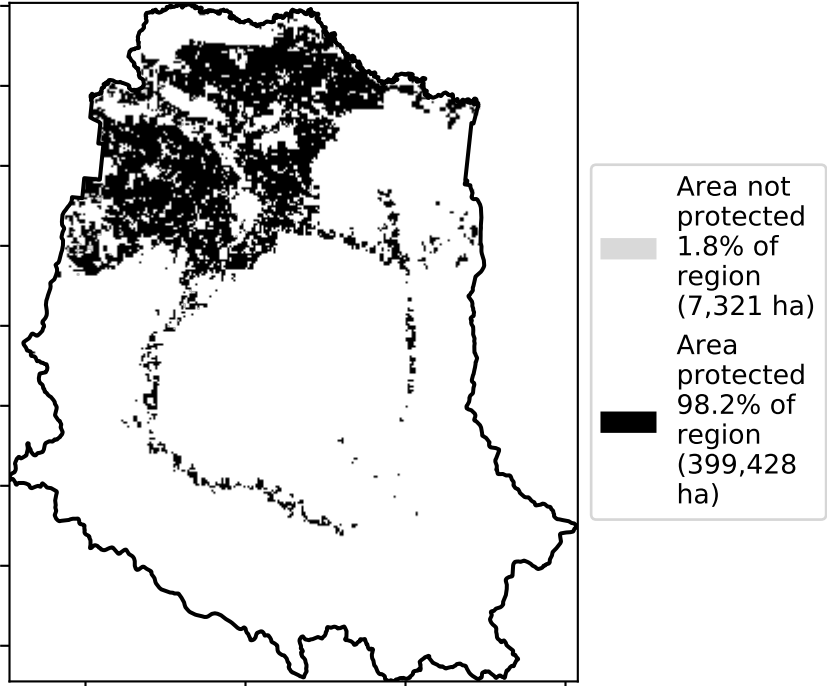 Area not
protected
1.8% of
region
(7,321 ha)
Area
protected
98.2% of
region
(399,428
ha)